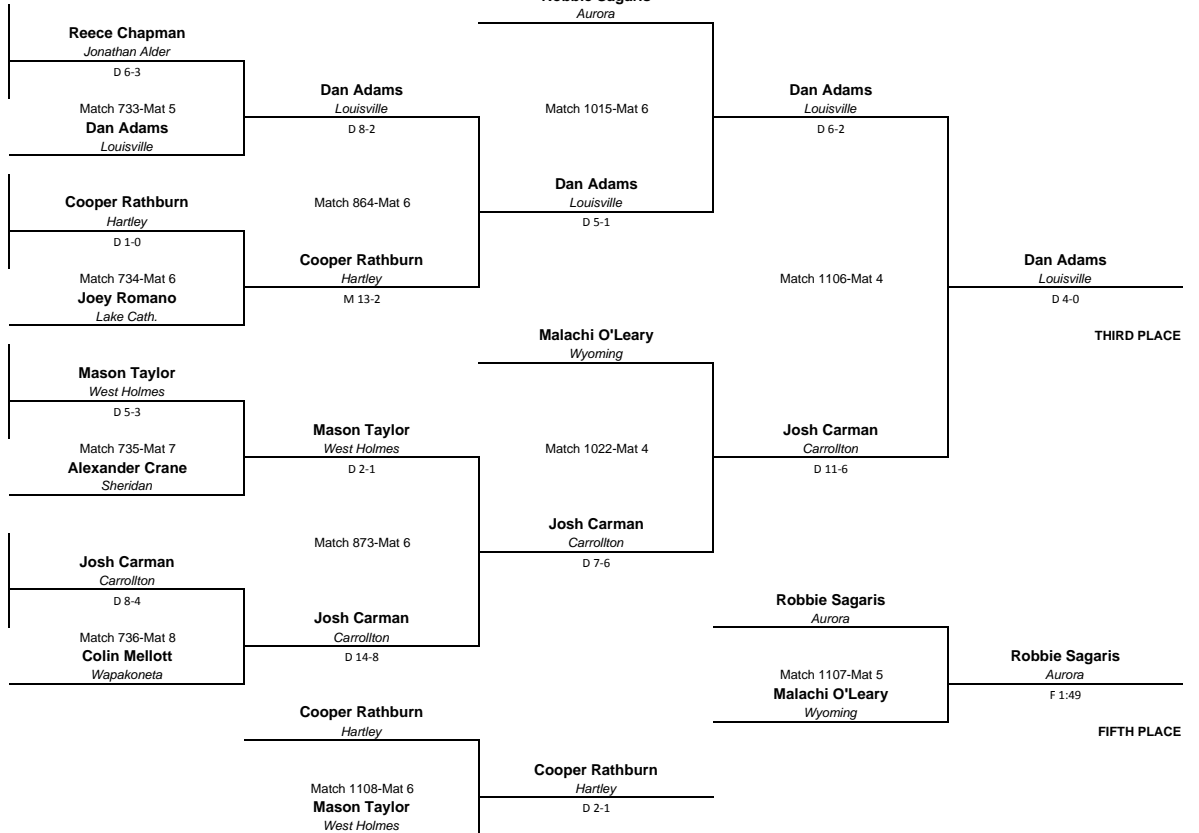 Robbie Sagaris
Aurora
Reece Chapman
Jonathan Alder
D 6-3
Match 733-Mat 5
Dan Adams
Louisville
Dan Adams
Louisville
D 8-2
Match 1015-Mat 6
Dan Adams
Louisville
D 6-2
Cooper Rathburn
Hartley
D 1-0
Match 734-Mat 6
Joey Romano
Lake Cath.
Match 864-Mat 6
Cooper Rathburn
Hartley
M 13-2
Dan Adams
Louisville
D 5-1
Match 1106-Mat 4
Dan Adams
Louisville
D 4-0
THIRD PLACE
Mason Taylor
West Holmes
D 5-3
Match 735-Mat 7
Alexander Crane
Sheridan
Mason Taylor
West Holmes
D 2-1
Malachi O'Leary
Wyoming
Match 1022-Mat 4
Josh Carman
Carrollton
D 11-6
Josh Carman
Carrollton
D 8-4
Match 736-Mat 8
Colin Mellott
Wapakoneta
Match 873-Mat 6
Josh Carman
Carrollton
D 14-8
Josh Carman
Carrollton
D 7-6
Robbie Sagaris
Aurora
Match 1107-Mat 5
Malachi O'Leary
Wyoming
Robbie Sagaris
Aurora
F 1:49
FIFTH PLACE
Cooper Rathburn
Hartley
Match 1108-Mat 6
Mason Taylor
West Holmes
Cooper Rathburn
Hartley
D 2-1